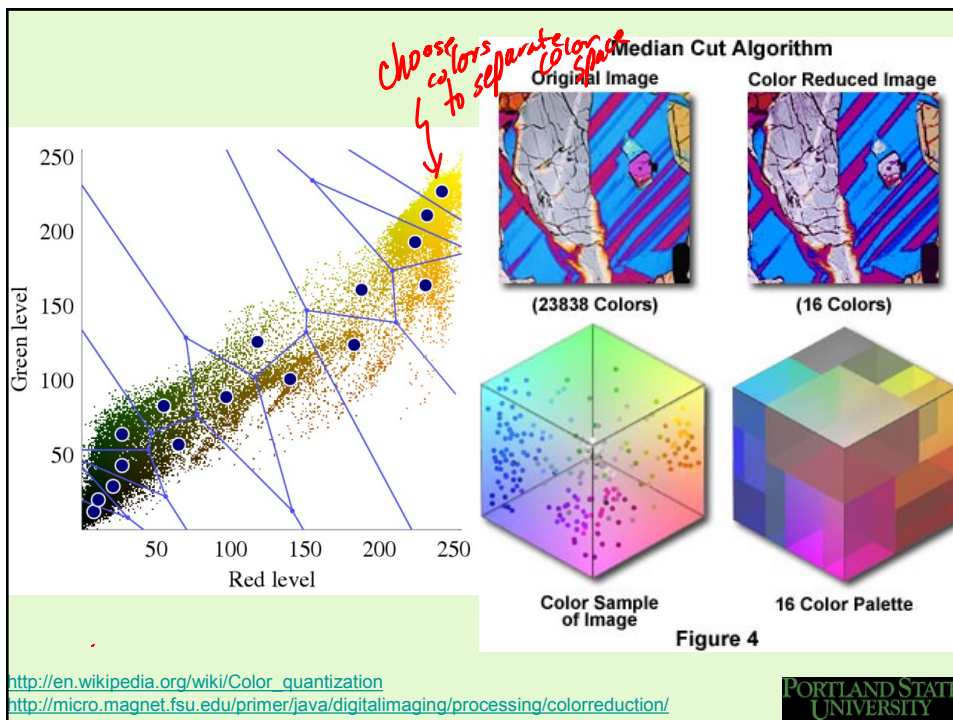 choose
colors
to separate color
space
Median Cut Algorithm
Original Image
Color Reduced Image
(23838 Colors)
(16 Colors)
250
200
150
100
50
Green level
50
100
150
200
250
Red level
Color Sample
of Image
16 Color Palette
Figure 4
http://en.wikipedia.org/wiki/Color_quantization
http://micro.magnet.fsu.edu/primer/java/digitalimaging/processing/colorreduction/
PORTLAND STATE
UNIVERSITY